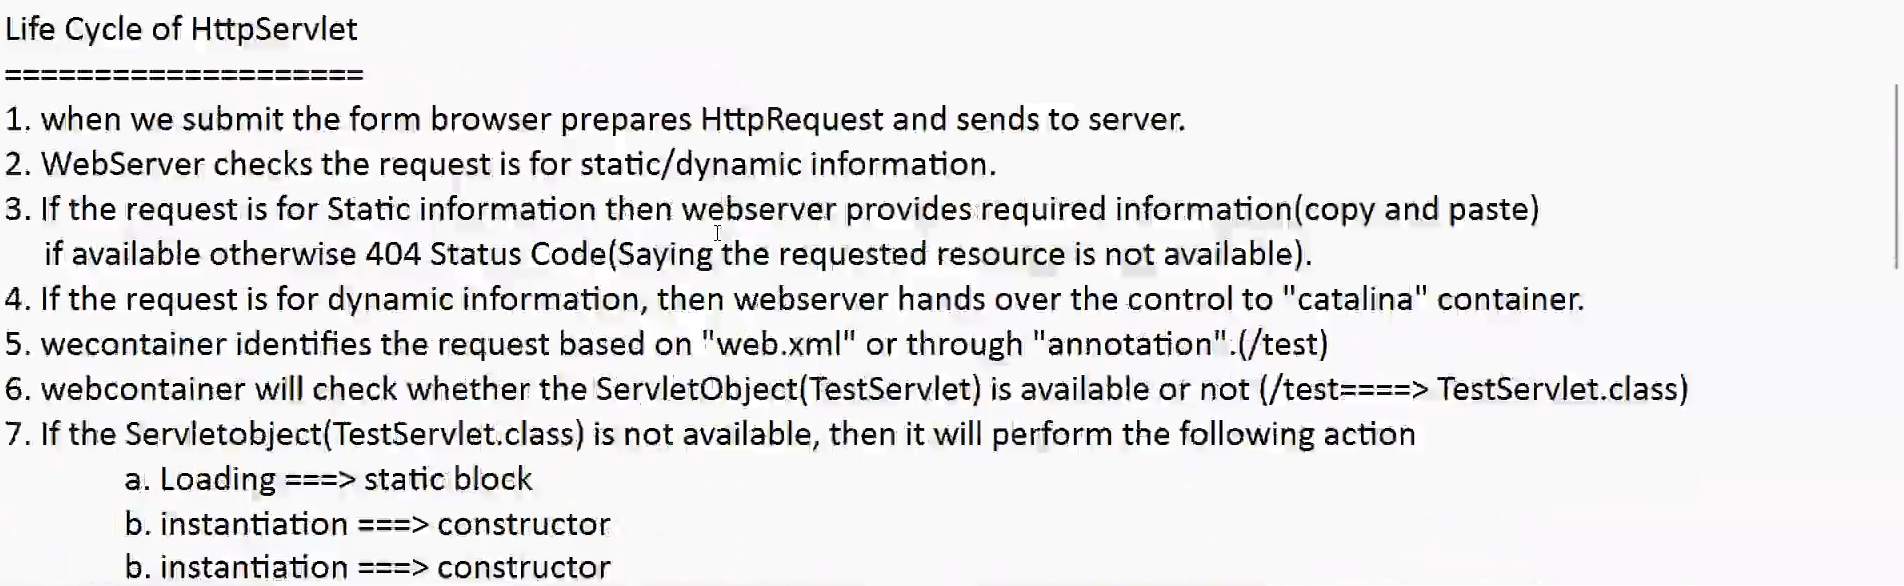 Life Cycle of HttpServlet
====================
1. when we submit the form browser prepares HttpRequest and sends to server.
2. WebServer checks the request is for static/dynamic information.
3. If the request is for Static information then webserver provides required information(copy and paste)
if available otherwise 404 Status Code(Saying the requested resource is not available).
4. If the request is for dynamic information, then webserver hands over the control to "catalina" container.
5. wecontainer identifies the request based on "web.xml" or through "annotation".(/test)
6. webcontainer will check whether the ServletObject(TestServlet) is available or not (/test====> TestServlet.class)
7. If the Servletobject(TestServlet.class) is not available, then it will perform the following action
a. Loading ===> static block
b. instantiation ===> constructor
b. instantiation ===> constructor